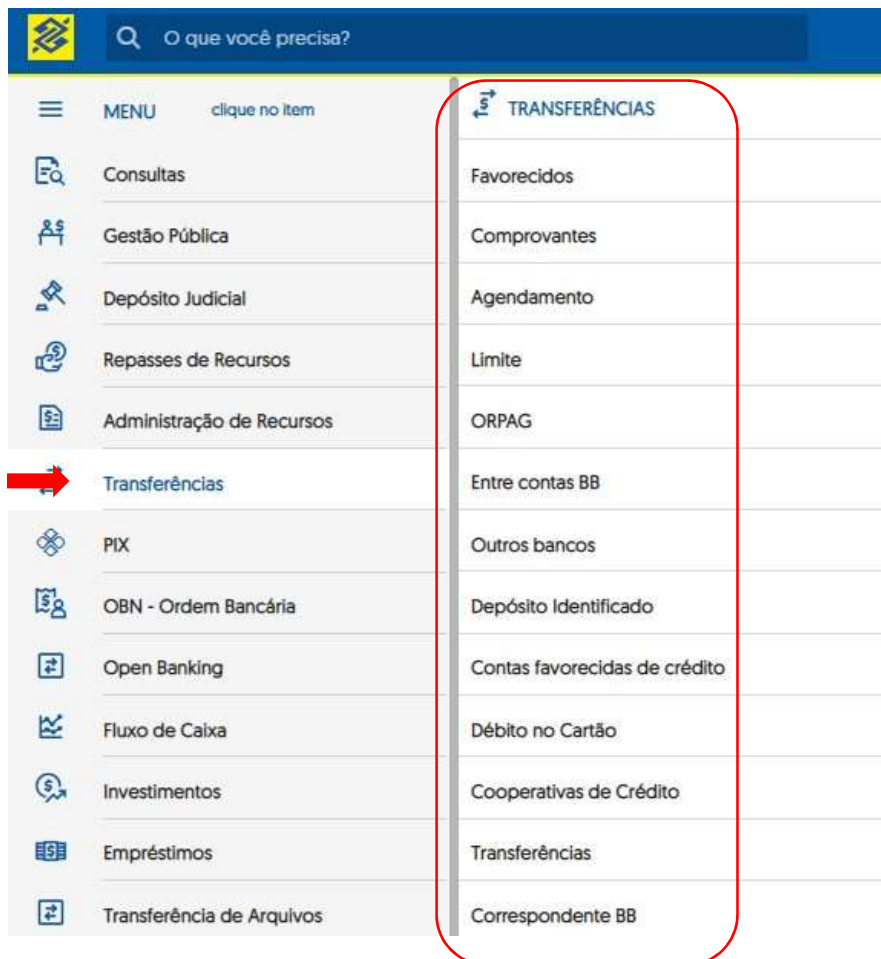 O que você precisa?
MENU clique no item
Consultas
Gestão Pública
Depósito Judicial
Repasses de Recursos
Administração de Recursos
Transferências
PIX
OBN - Ordem Bancária
Open Banking
Fluxo de Caixa
Investimentos
Empréstimos
Transferência de Arquivos
TRANSFERÊNCIAS
Favorecidos
Comprovantes
Agendamento
Limite
ORPAG
Entre contas BB
Outros bancos
Depósito Identificado
Contas favorecidas de crédito
Débito no Cartão
Cooperativas de Crédito
Transferências
Correspondente BB